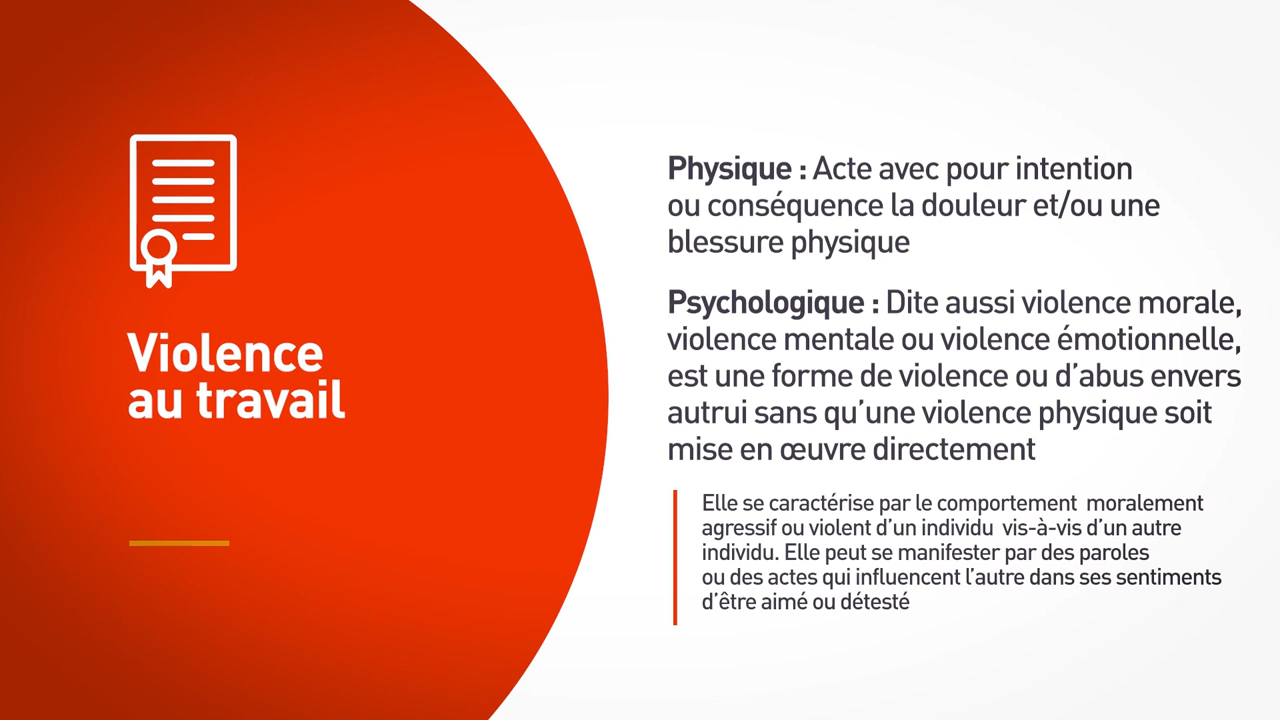 Violence
au travail
Physique : Acte avec pour intention
ou conséquence la douleur et/ou une
blessure physique
Psychologique : Dite aussi violence morale,
violence mentale ou violence émotionnelle,
est une forme de violence ou d'abus envers
autrui sans qu'une violence physique soit
mise en œuvre directement
Elle se caractérise par le comportement moralement
agressif ou violent d'un individu vis-à-vis d'un autre
individu. Elle peut se manifester par des paroles
ou des actes qui influencent l'autre dans ses sentiments
d'être aimé ou détesté